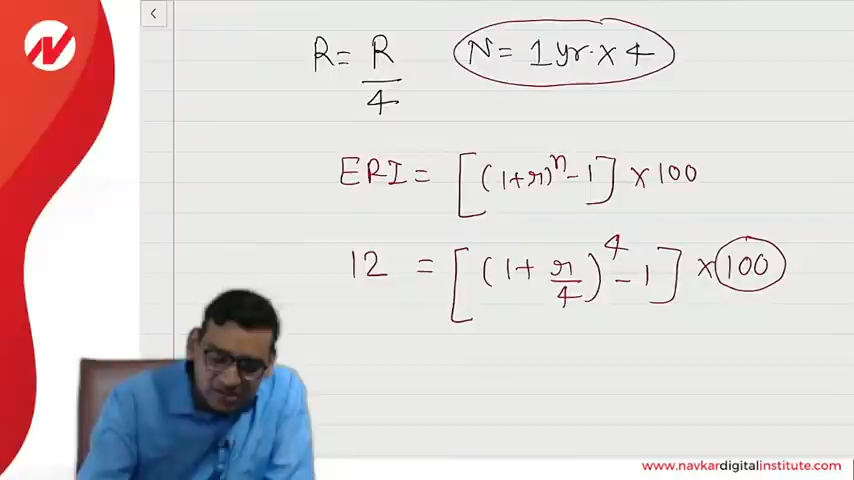 R = R/4 N = 1 yr. x 4
ERI = [(1+r)^n - 1] x 100
12 = [(1 + r/4)^4 - 1] x 100
www.navkardigitalinstitute.com